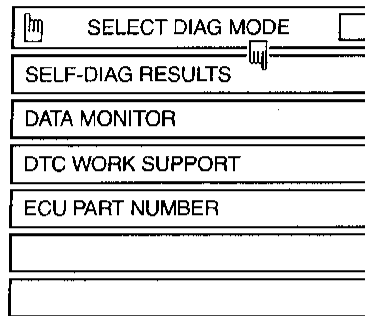 SELECT DIAG MODE
SELF-DIAG RESULTS
DATA MONITOR
DTC WORK SUPPORT
ECU PART NUMBER